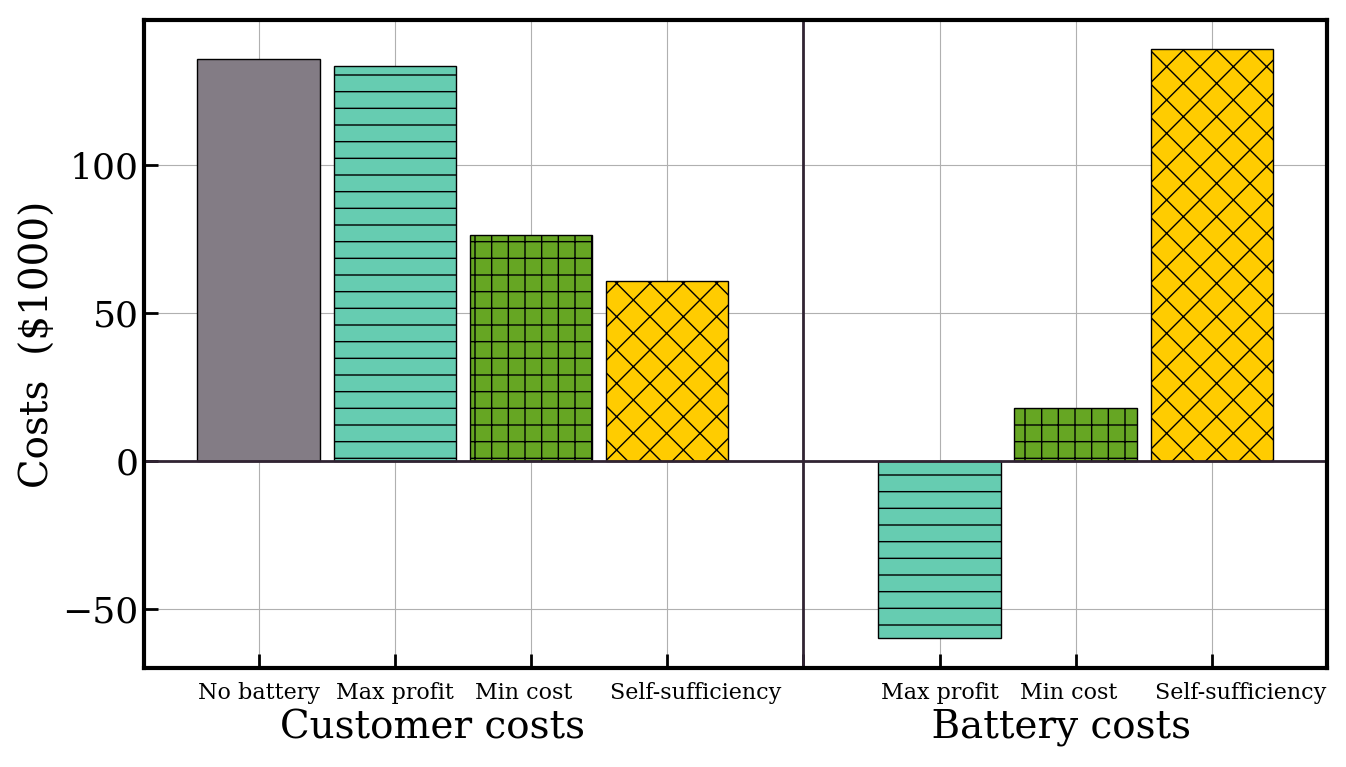 Costs  ($1000)
100
50
0
−50
No battery Max profit Min cost Self-sufficiency Max profit Min cost Self-sufficiency
Customer costs Battery costs